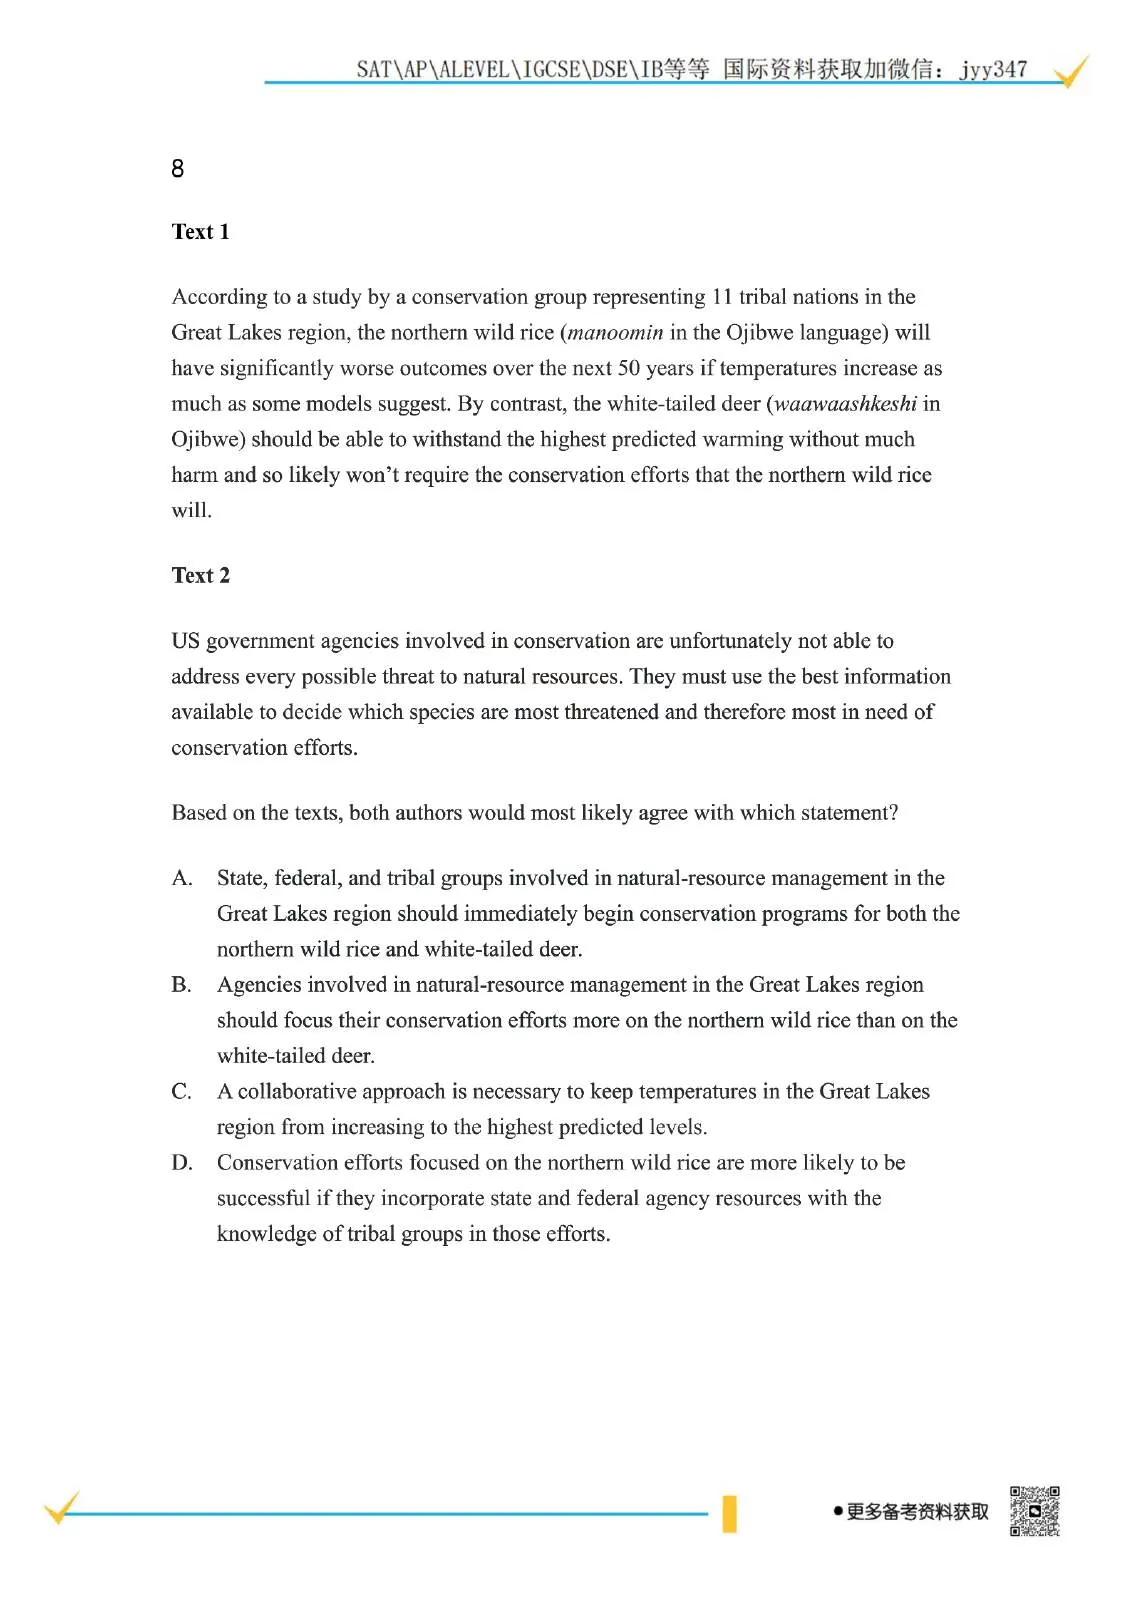 SAT\AP\ALEVEL\IGCSE\DSE\IB等等 国际资料获取加微信: jyy347
8
Text 1
According to a study by a conservation group representing 11 tribal nations in the
Great Lakes region, the northern wild rice (manoomin in the Ojibwe language) will
have significantly worse outcomes over the next 50 years if temperatures increase as
much as some models suggest. By contrast, the white-tailed deer (waawaashkeshi in
Ojibwe) should be able to withstand the highest predicted warming without much
harm and so likely won't require the conservation efforts that the northern wild rice
will.
Text 2
US government agencies involved in conservation are unfortunately not able to
address every possible threat to natural resources. They must use the best information
available to decide which species are most threatened and therefore most in need of
conservation efforts.
Based on the texts, both authors would most likely agree with which statement?
A. State, federal, and tribal groups involved in natural-resource management in the
Great Lakes region should immediately begin conservation programs for both the
northern wild rice and white-tailed deer.
B. Agencies involved in natural-resource management in the Great Lakes region
should focus their conservation efforts more on the northern wild rice than on the
white-tailed deer.
C. A collaborative approach is necessary to keep temperatures in the Great Lakes
region from increasing to the highest predicted levels.
D. Conservation efforts focused on the northern wild rice are more likely to be
successful if they incorporate state and federal agency resources with the
knowledge of tribal groups in those efforts.
●更多备考资料获取